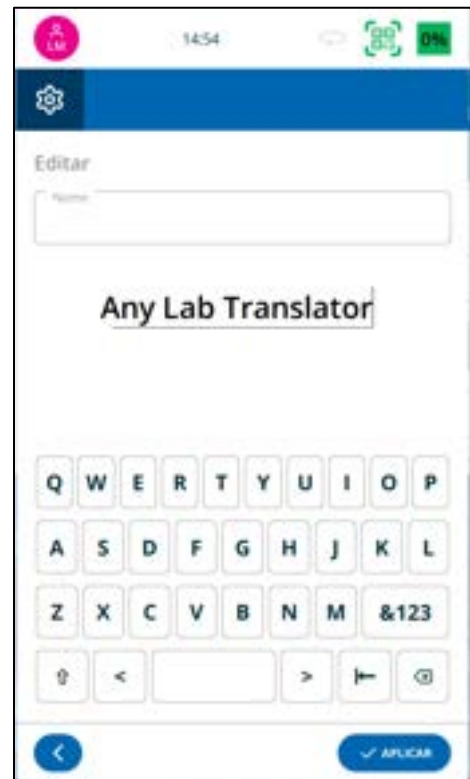 LM 14:54 0%
Editar
Nome
Any Lab Translator
Q W E R T Y U I O P
A S D F G H J K L
Z X C V B N M &123
⇧ < > ⇤ ⌫
< ✓ APLICAR